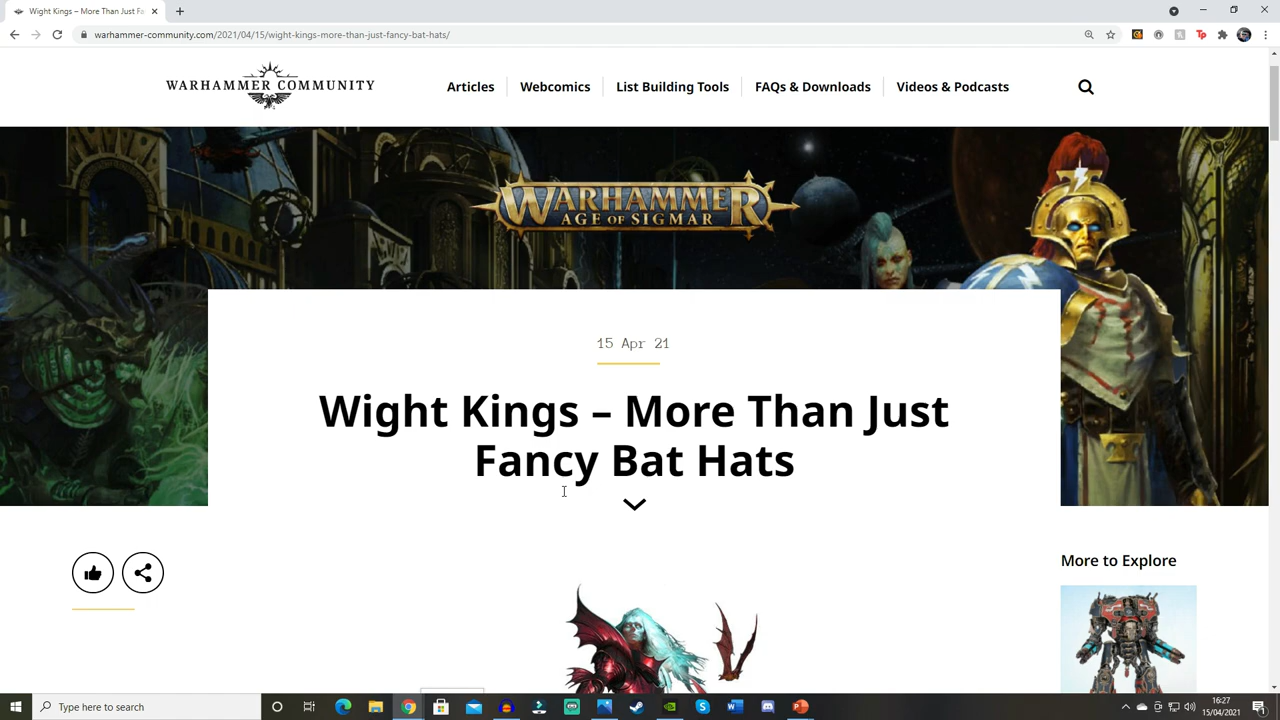 Wight Kings – More Than Just Fa
warhammer-community.com/2021/04/15/wight-kings-more-than-just-fancy-bat-hats/
Tp
WARHAMMER COMMUNITY
Articles
Webcomics
List Building Tools
FAQs & Downloads
Videos & Podcasts
WARHAMMER
AGE OF SIGMAR
15 Apr 21
Wight Kings – More Than Just
Fancy Bat Hats
More to Explore
Type here to search
16:27
15/04/2021
1